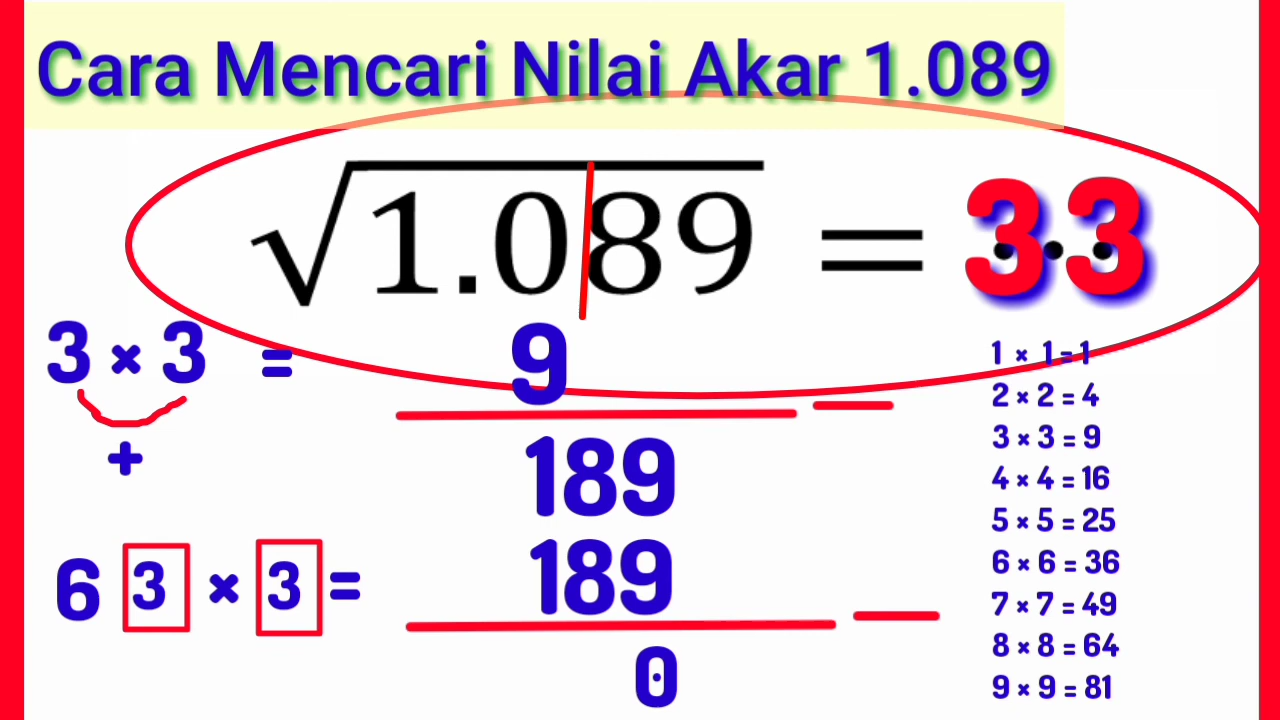 Cara Mencari Nilai Akar 1.089
√1.089 = 33
3 × 3 = 9
+
189
63 × 3 = 189
0
1 × 1 = 1
2 × 2 = 4
3 × 3 = 9
4 × 4 = 16
5 × 5 = 25
6 × 6 = 36
7 × 7 = 49
8 × 8 = 64
9 × 9 = 81